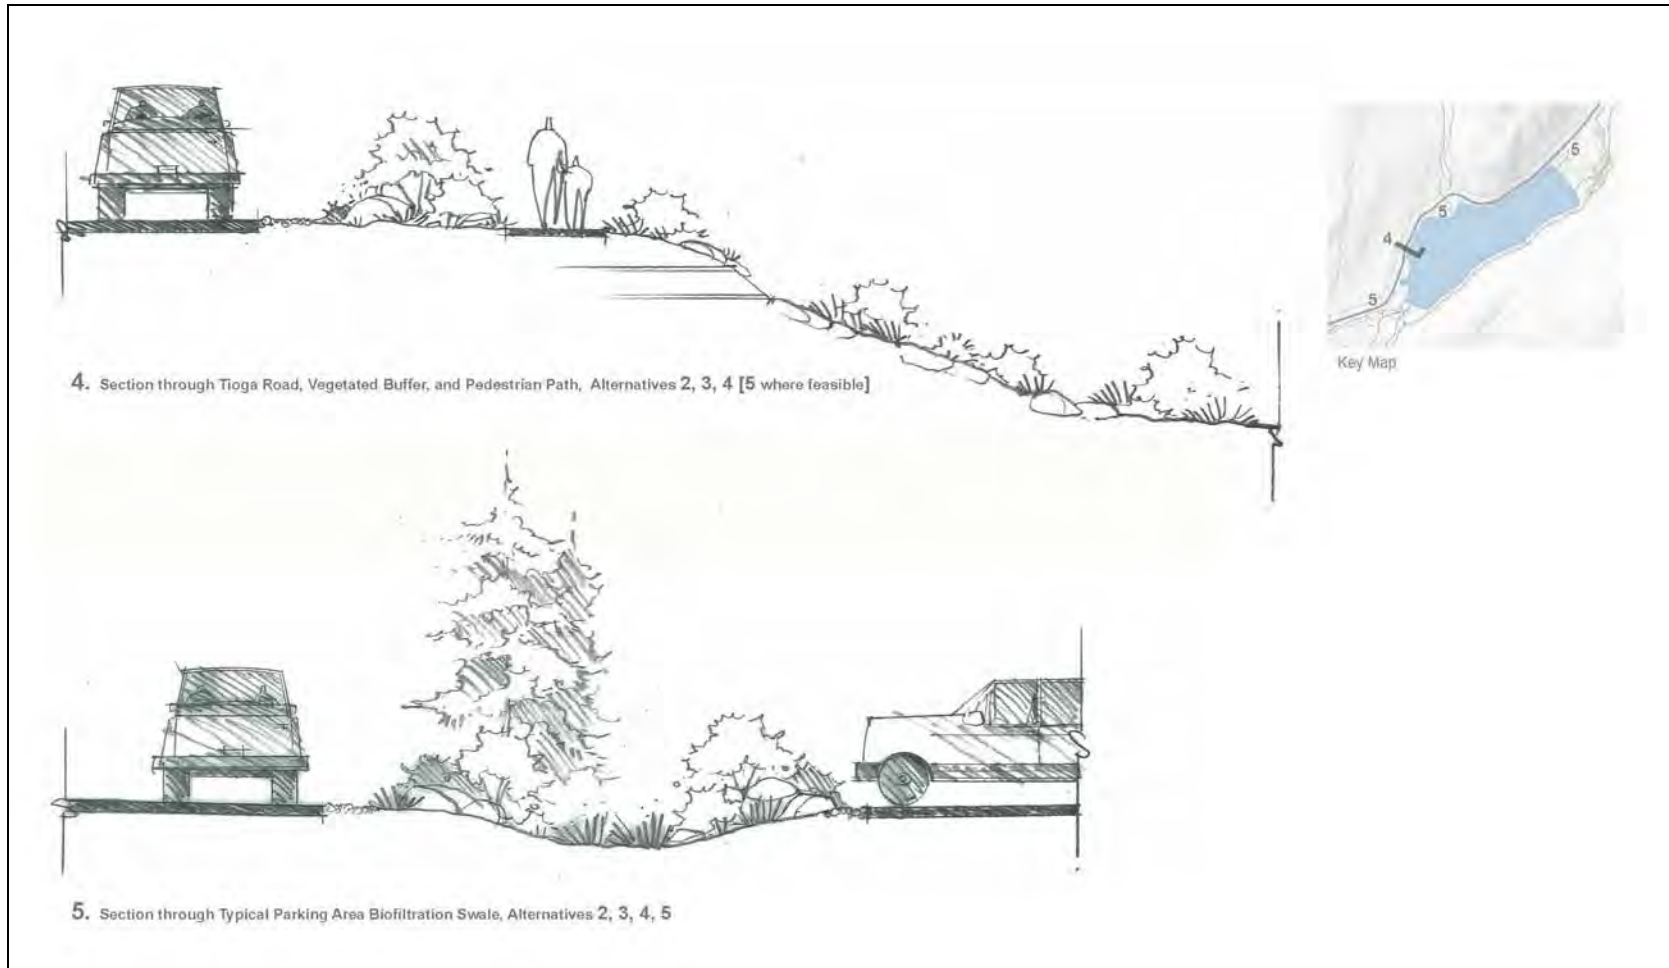 5
5
4
5
Key Map
4. Section through Tioga Road, Vegetated Buffer, and Pedestrian Path, Alternatives 2, 3, 4 [5 where feasible]
5. Section through Typical Parking Area Biofiltration Swale, Alternatives 2, 3, 4, 5